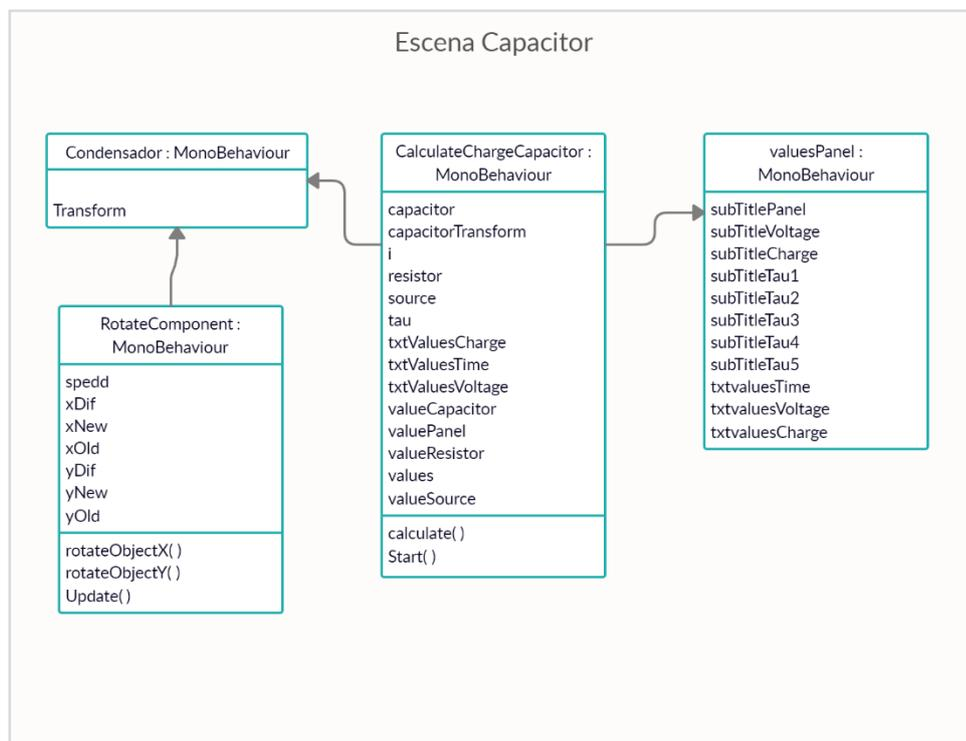 Escena Capacitor
Condensador : MonoBehaviour
Transform
RotateComponent :
MonoBehaviour
spedd
xDif
xNew
xOld
yDif
yNew
yOld
rotateObjectX( )
rotateObjectY( )
Update( )
CalculateChargeCapacitor :
MonoBehaviour
capacitor
capacitorTransform
i
resistor
source
tau
txtValuesCharge
txtValuesTime
txtValuesVoltage
valueCapacitor
valuePanel
valueResistor
values
valueSource
calculate( )
Start( )
valuesPanel :
MonoBehaviour
subTitlePanel
subTitleVoltage
subTitleCharge
subTitleTau1
subTitleTau2
subTitleTau3
subTitleTau4
subTitleTau5
txtvaluesTime
txtvaluesVoltage
txtvaluesCharge